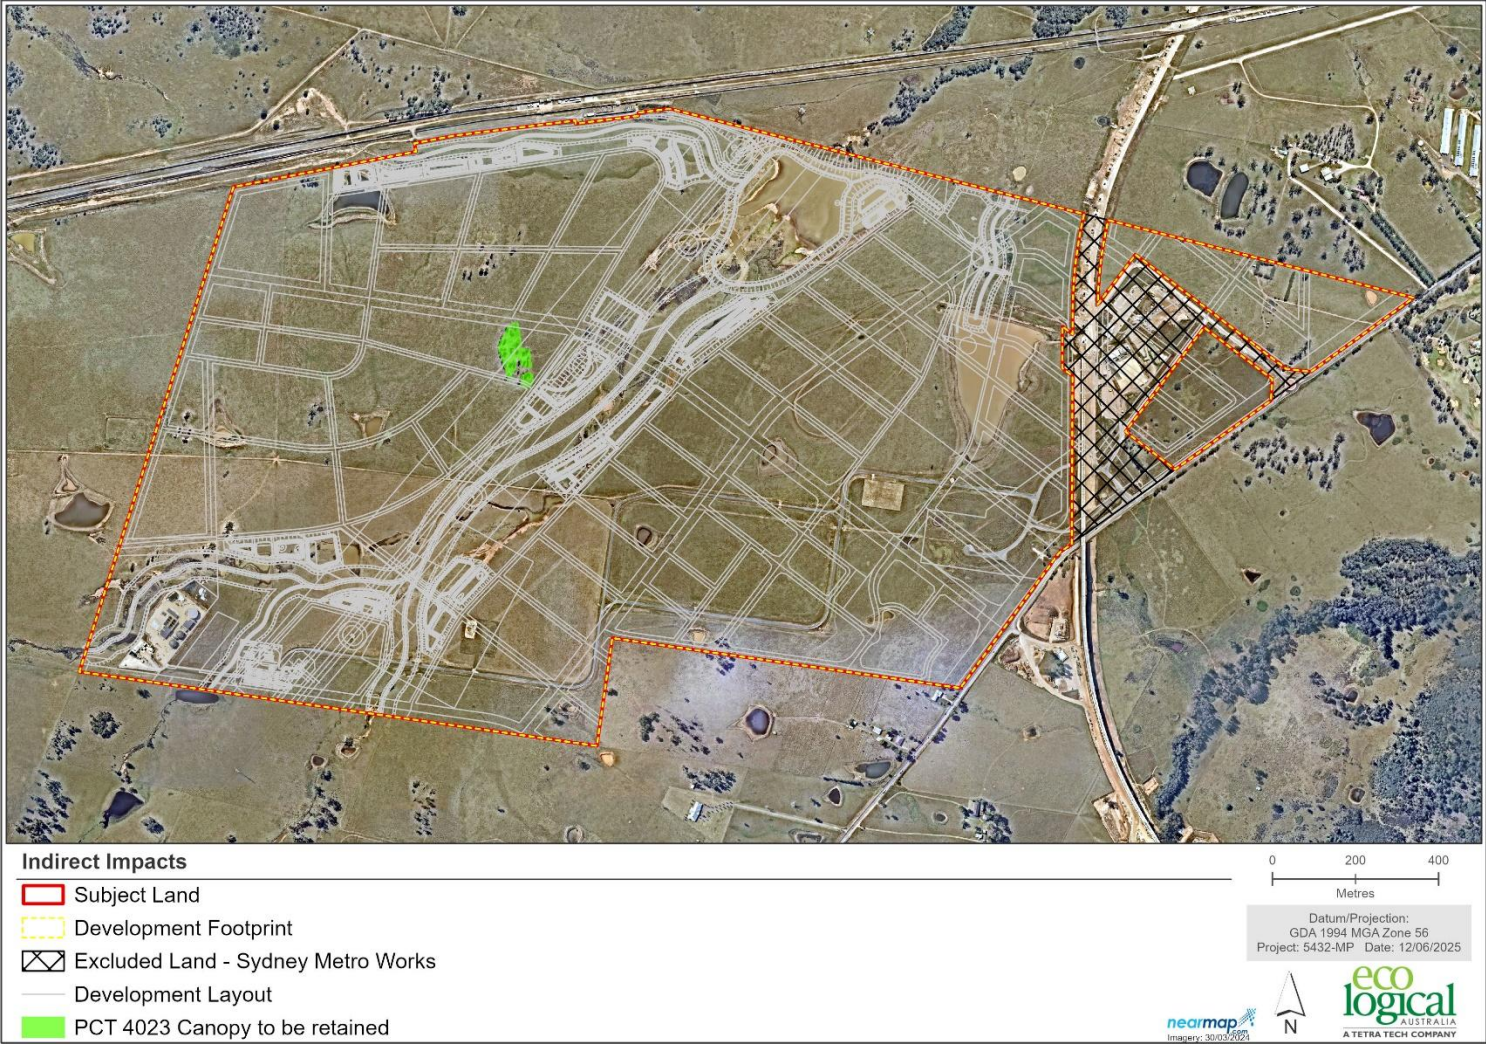 Indirect Impacts
Subject Land
Development Footprint
Excluded Land - Sydney Metro Works
Development Layout
PCT 4023 Canopy to be retained
0 200 400
Metres
Datum/Projection:
GDA 1994 MGA Zone 56
Project: 5432-MP Date: 12/06/2025
nearmap
.com
Imagery: 30/03/2024
N
eco
logical
AUSTRALIA
A TETRA TECH COMPANY